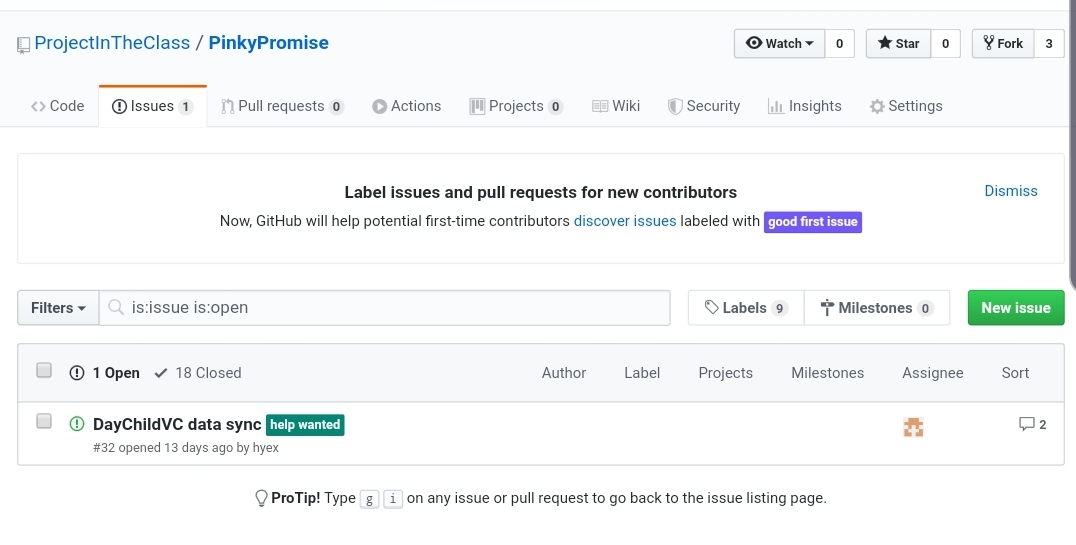 ProjectInTheClass / PinkyPromise
Watch 0 Star 0 Fork 3
Code Issues 1 Pull requests 0 Actions Projects 0 Wiki Security Insights Settings
Label issues and pull requests for new contributors
Dismiss
Now, GitHub will help potential first-time contributors discover issues labeled with good first issue
Filters is:issue is:open Labels 9 Milestones 0 New issue
1 Open 18 Closed Author Label Projects Milestones Assignee Sort
DayChildVC data sync help wanted 2
#32 opened 13 days ago by hyex
ProTip! Type g i on any issue or pull request to go back to the issue listing page.